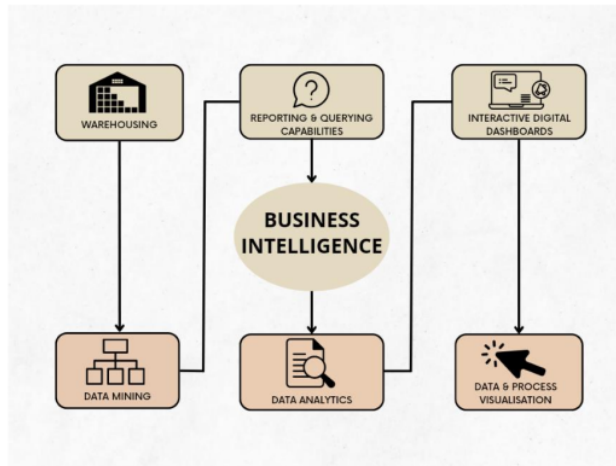 WAREHOUSING
REPORTING & QUERYING
CAPABILITIES
INTERACTIVE DIGITAL
DASHBOARDS
BUSINESS
INTELLIGENCE
DATA MINING
DATA ANALYTICS
DATA & PROCESS
VISUALISATION